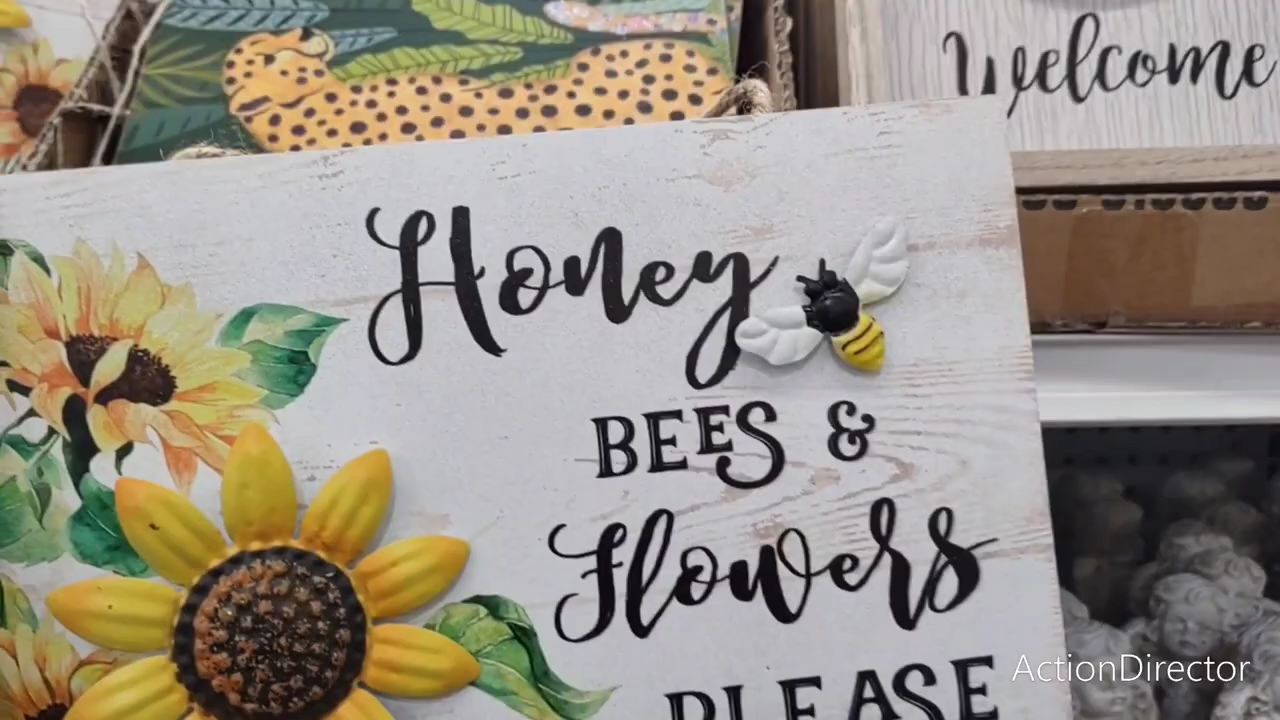 Welcome
Honey
BEES &
Flowers
PLEASE
ActionDirector